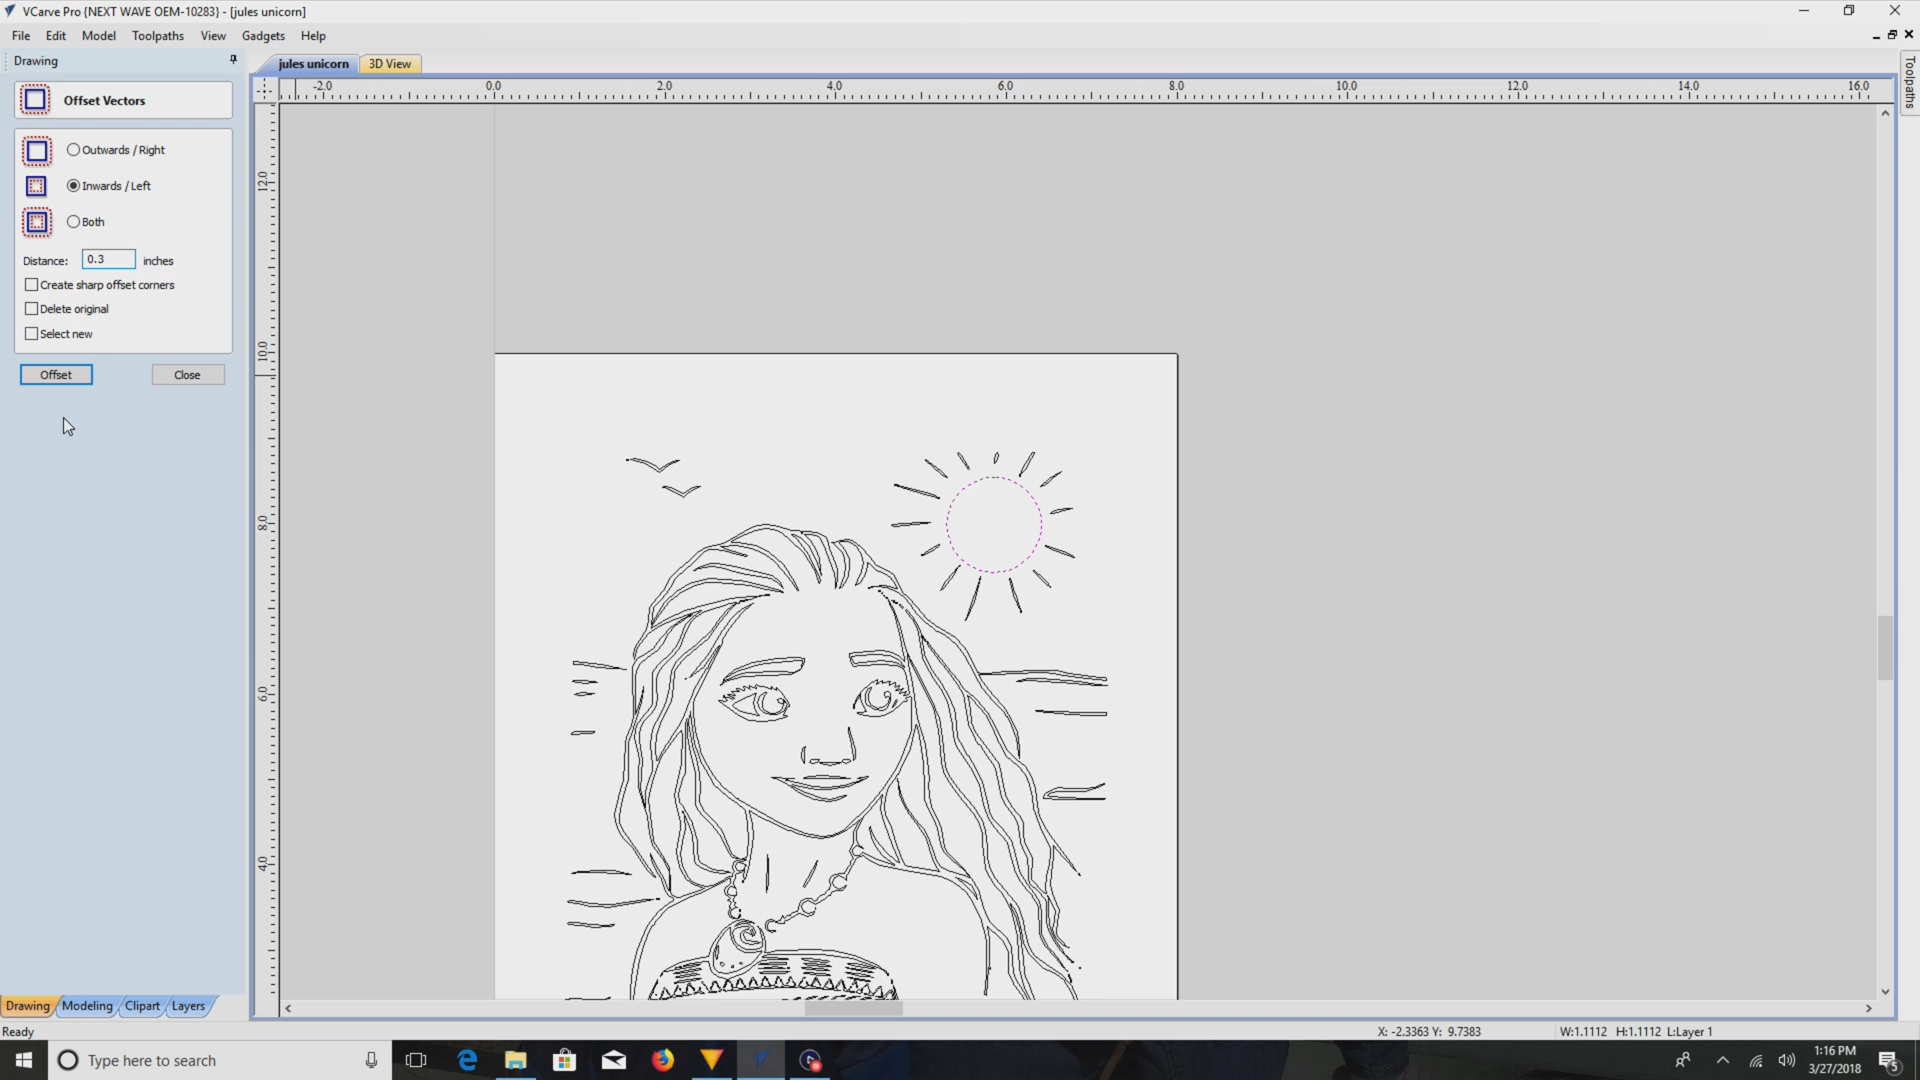 VCarve Pro {NEXT WAVE OEM-10283} - [jules unicorn]
File Edit Model Toolpaths View Gadgets Help
Drawing
jules unicorn 3D View
Toolpaths
-2.0 0.0 2.0 4.0 6.0 8.0 10.0 12.0 14.0 16.0
Offset Vectors
Outwards / Right
Inwards / Left
Both
Distance: 0.3 inches
Create sharp offset corners
Delete original
Select new
Offset Close
12.0
10.0
8.0
6.0
4.0
Drawing Modeling Clipart Layers
Ready
X: -2.3363 Y: 9.7383 W:1.1112 H:1.1112 L:Layer 1
Type here to search
1:16 PM
3/27/2018
5